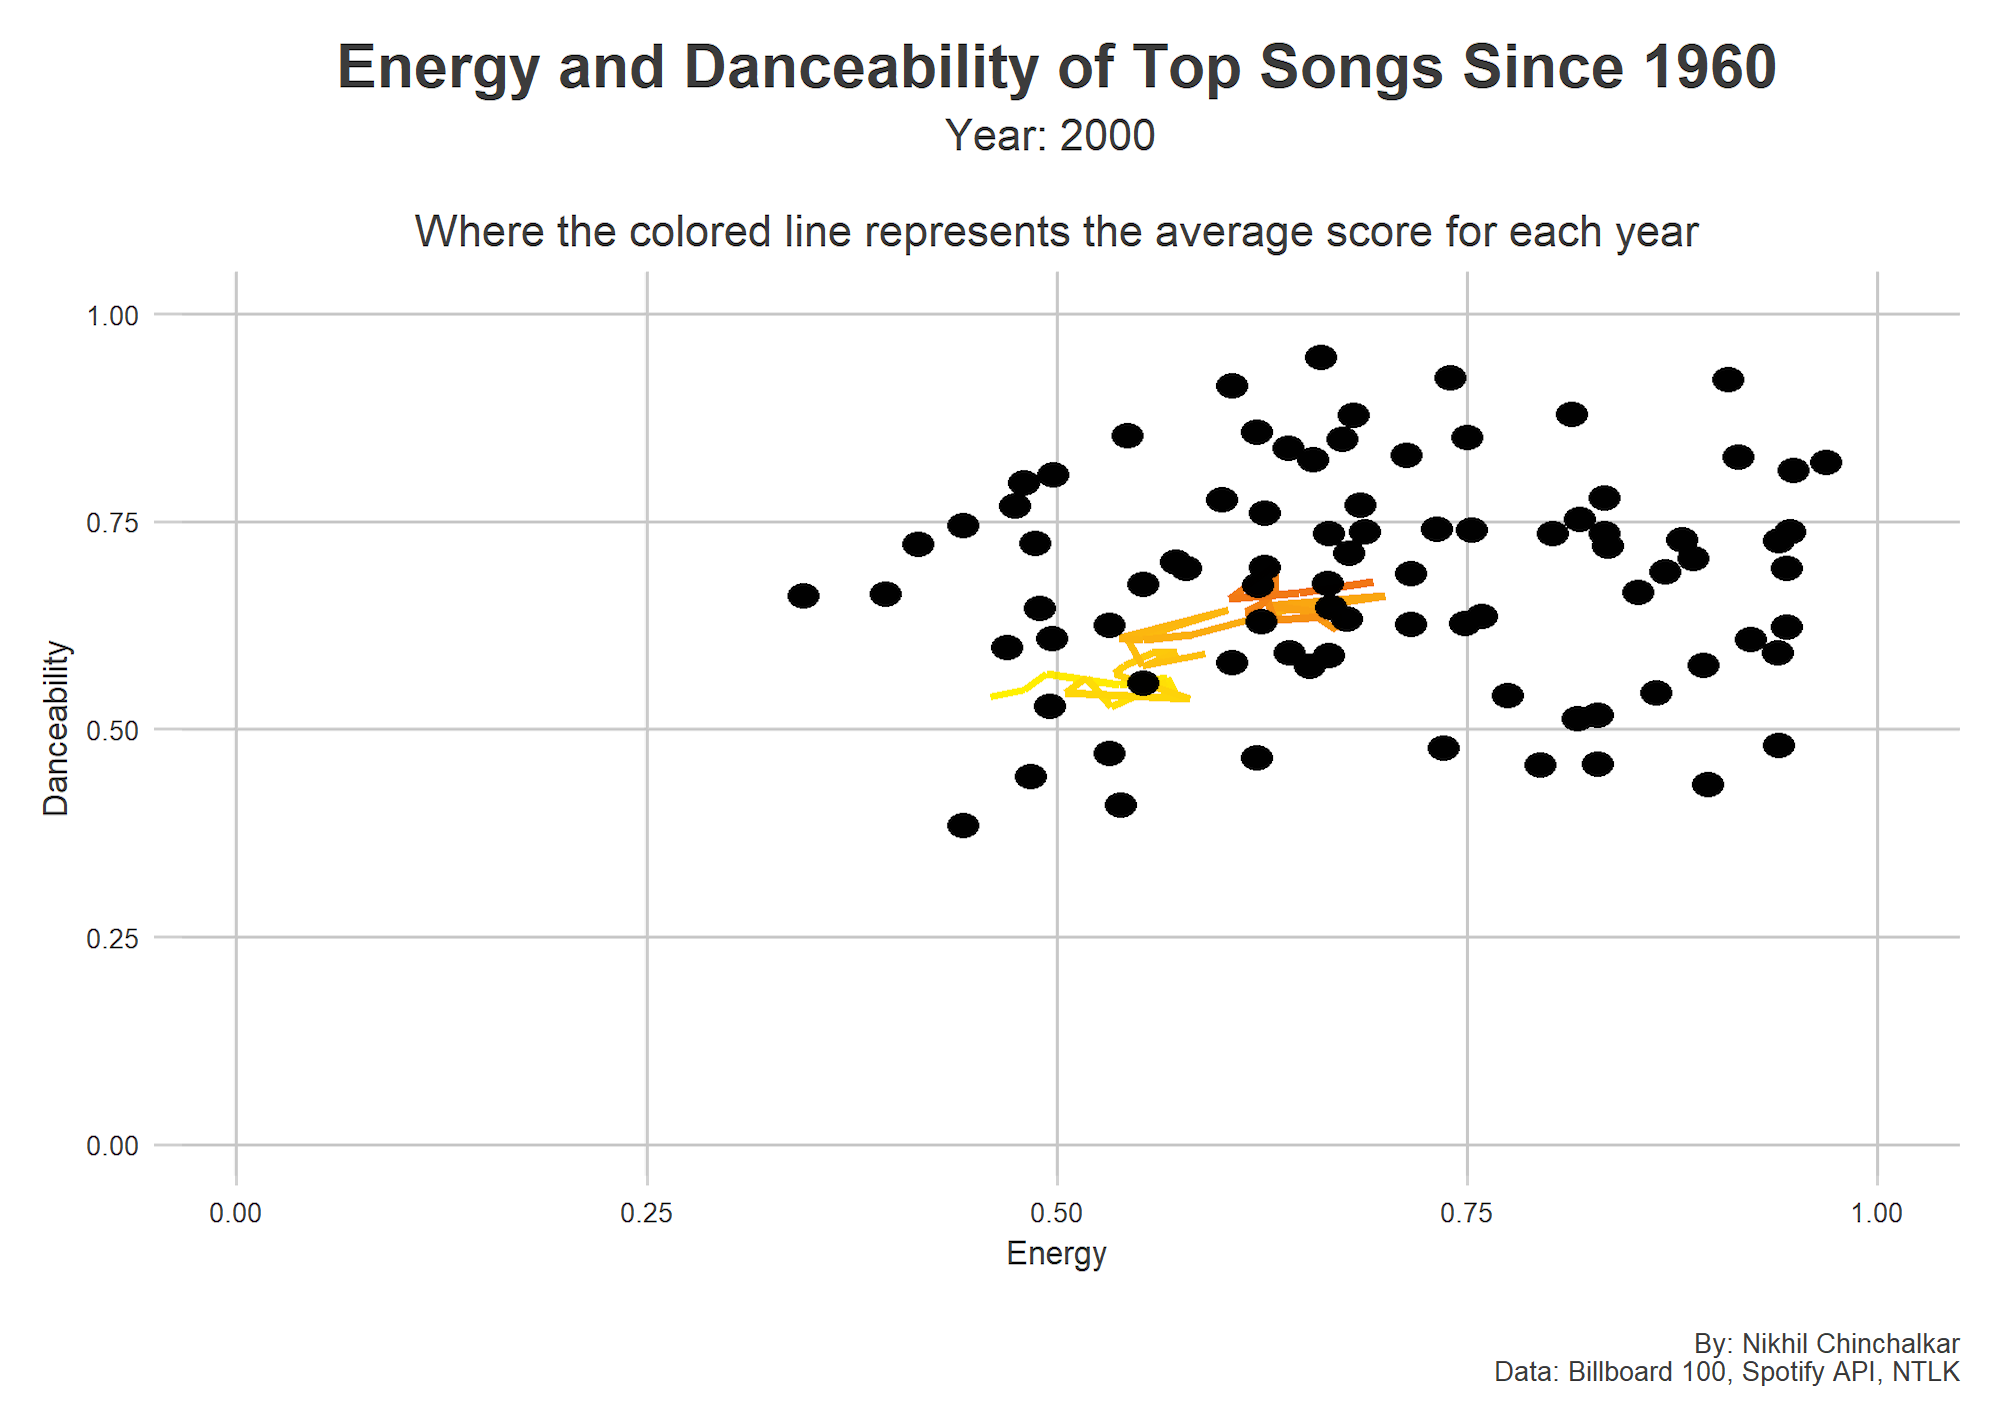 Energy and Danceability of Top Songs Since 1960
Year: 2000
Where the colored line represents the average score for each year
1.00
0.75
0.50
0.25
0.00
Danceability
0.00 0.25 0.50 0.75 1.00
Energy
By: Nikhil Chinchalkar
Data: Billboard 100, Spotify API, NTLK